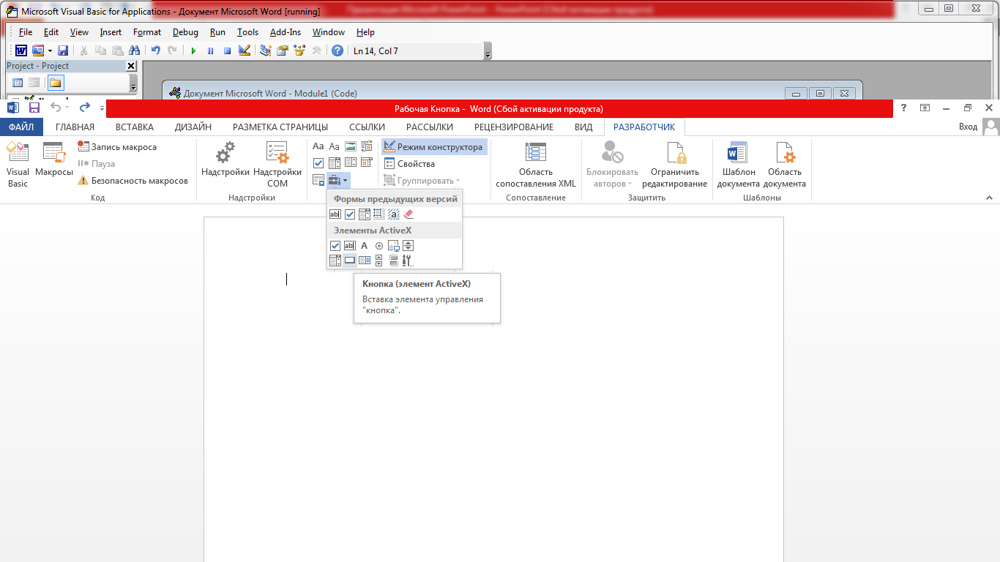 Microsoft Visual Basic for Applications - Документ Microsoft Word [running]
File Edit View Insert Format Debug Run Tools Add-Ins Window Help
Ln 14, Col 7
Project - Project
Документ Microsoft Word - Module1 (Code)
Рабочая Кнопка - Word (Сбой активации продукта)
ФАЙЛ ГЛАВНАЯ ВСТАВКА ДИЗАЙН РАЗМЕТКА СТРАНИЦЫ ССЫЛКИ РАССЫЛКИ РЕЦЕНЗИРОВАНИЕ ВИД РАЗРАБОТЧИК Вход
Visual Basic
Макросы
Запись макроса
Пауза
Безопасность макросов
Код
Надстройки
Надстройки COM
Надстройки
Aa Aa
Режим конструктора
Свойства
Группировать
Область сопоставления XML
Сопоставление
Блокировать авторов
Ограничить редактирование
Защитить
Шаблон документа
Область документа
Шаблоны
Формы предыдущих версий
Элементы ActiveX
Кнопка (элемент ActiveX)
Вставка элемента управления
"кнопка".